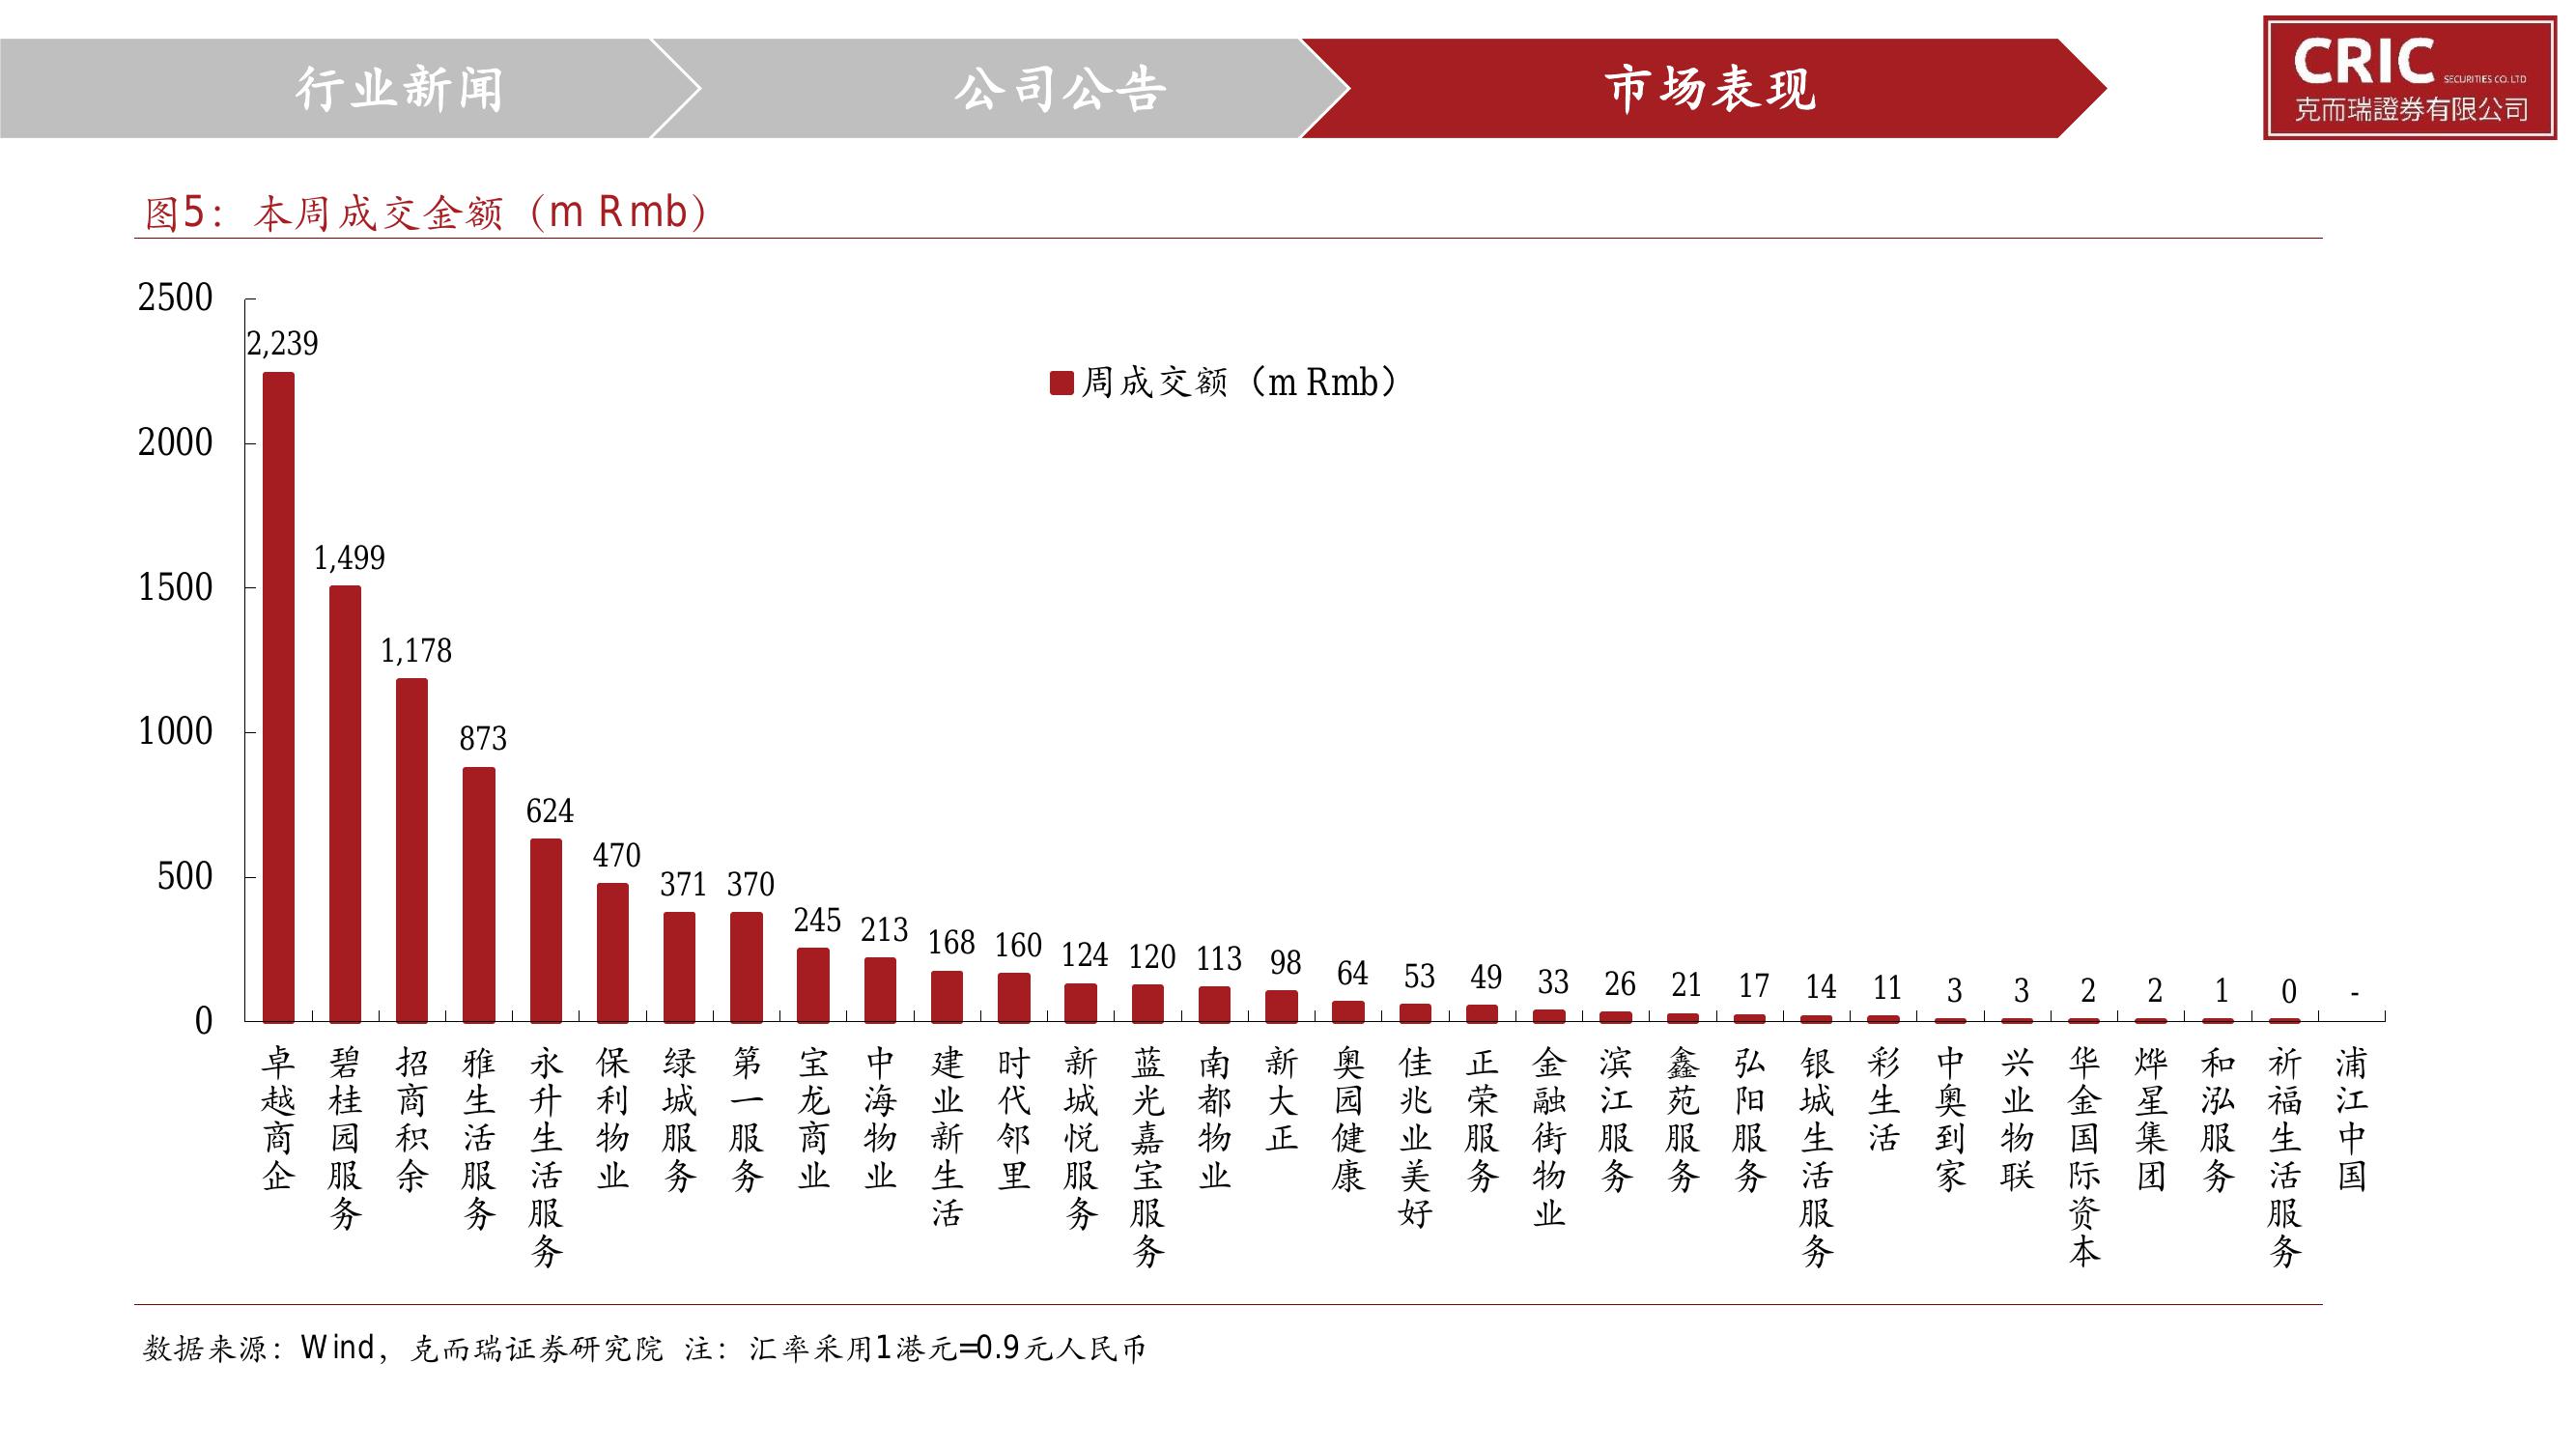 行业新闻
公司公告
市场表现
CRIC SECURITIES CO. LTD
克而瑞證券有限公司
图5：本周成交金额（m Rmb）
2500
2000
1500
1000
500
0
周成交额（m Rmb）
2,239
1,499
1,178
873
624
470
371
370
245
213
168
160
124
120
113
98
64
53
49
33
26
21
17
14
11
3
3
2
2
1
0
-
卓越商企
碧桂园服务
招商积余
雅生活服务
永升生活服务
保利物业
绿城服务
第一服务
宝龙商业
中海物业
建业新生活
时代邻里
新城悦服务
蓝光嘉宝服务
南都物业
新大正
奥园健康
佳兆业美好
正荣服务
金融街物业
滨江服务
鑫苑服务
弘阳服务
银城生活服务
彩生活
中奥到家
兴业物联
华金国际资本
烨星集团
和泓服务
祈福生活服务
浦江中国
数据来源：Wind，克而瑞证券研究院 注：汇率采用1港元=0.9元人民币